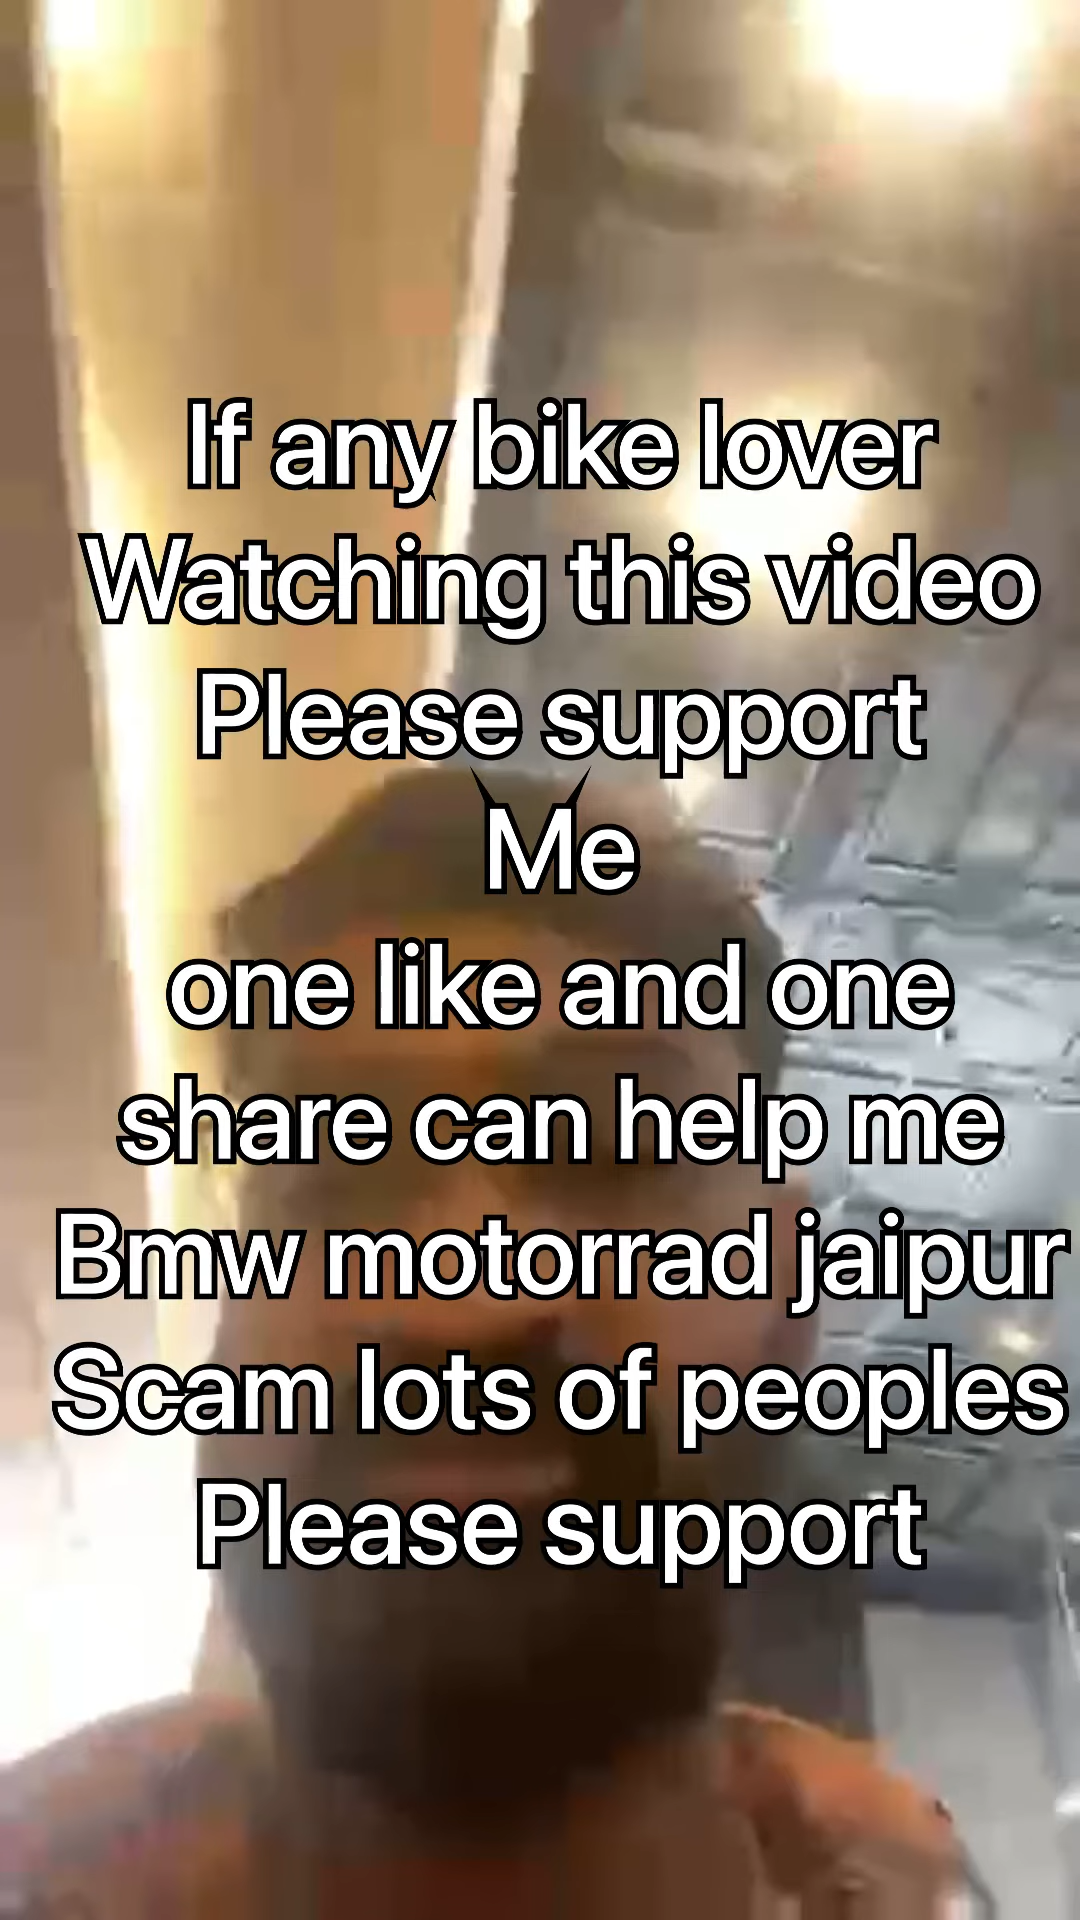 If any bike lover
Watching this video
Please support
Me
one like and one
share can help me
Bmw motorrad jaipur
Scam lots of peoples
Please support